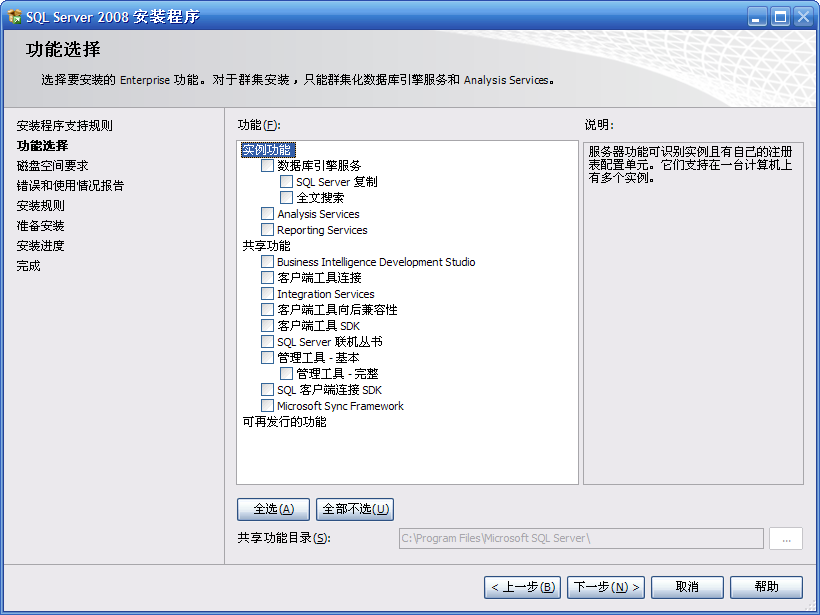 SQL Server 2008 安装程序
功能选择
选择要安装的 Enterprise 功能。对于群集安装，只能群集化数据库引擎服务和 Analysis Services。
安装程序支持规则
功能选择
磁盘空间要求
错误和使用情况报告
安装规则
准备安装
安装进度
完成
功能(F):
实例功能
数据库引擎服务
SQL Server 复制
全文搜索
Analysis Services
Reporting Services
共享功能
Business Intelligence Development Studio
客户端工具连接
Integration Services
客户端工具向后兼容性
客户端工具 SDK
SQL Server 联机丛书
管理工具 - 基本
管理工具 - 完整
SQL 客户端连接 SDK
Microsoft Sync Framework
可再发行的功能
说明:
服务器功能可识别实例且有自己的注册
表配置单元。它们支持在一台计算机上
有多个实例。
全选(A)
全部不选(U)
共享功能目录(S):
C:\Program Files\Microsoft SQL Server\
...
< 上一步(B)
下一步(N) >
取消
帮助